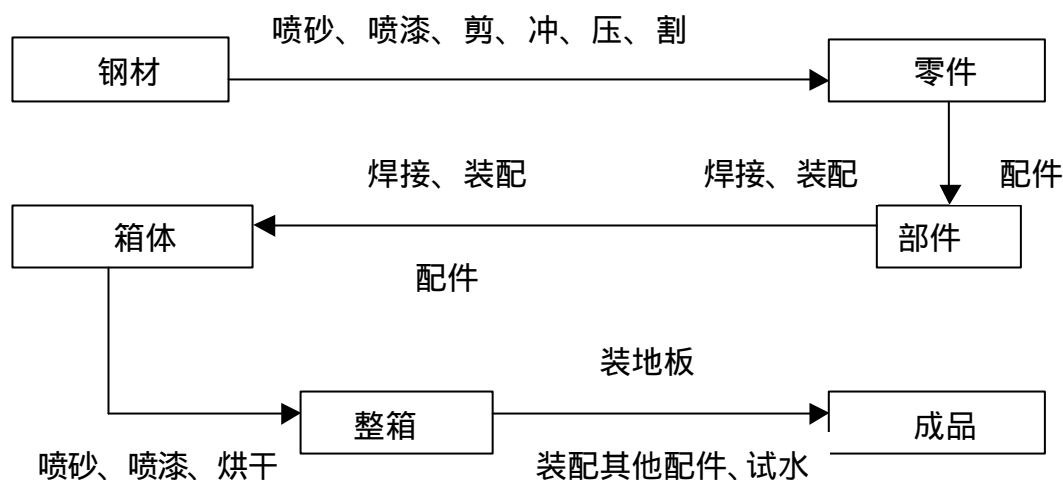 喷砂、喷漆、剪、冲、压、割
钢材
零件
焊接、装配
焊接、装配
配件
箱体
部件
配件
装地板
整箱
成品
喷砂、喷漆、烘干
装配其他配件、试水